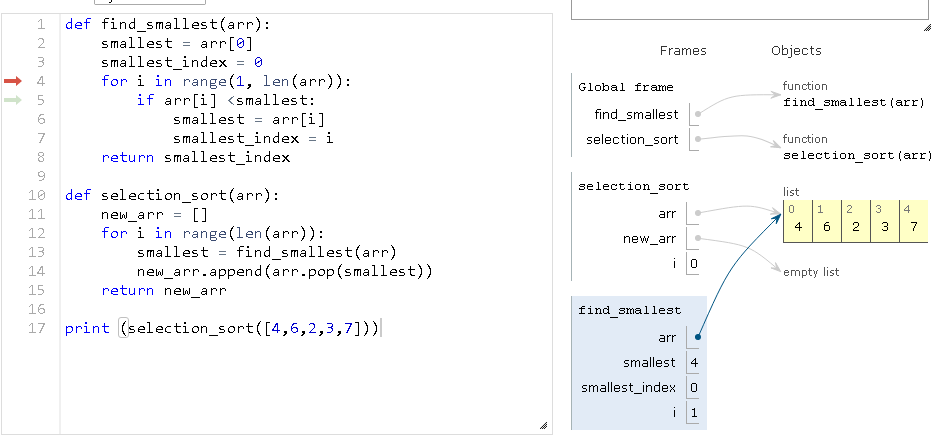 1 def find_smallest(arr):
2     smallest = arr[0]
3     smallest_index = 0
4     for i in range(1, len(arr)):
5         if arr[i] <smallest:
6             smallest = arr[i]
7             smallest_index = i
8     return smallest_index
9
10 def selection_sort(arr):
11     new_arr = []
12     for i in range(len(arr)):
13         smallest = find_smallest(arr)
14         new_arr.append(arr.pop(smallest))
15     return new_arr
16
17 print (selection_sort([4,6,2,3,7]))
Frames Objects
Global frame
find_smallest
selection_sort
function
find_smallest(arr)
function
selection_sort(arr)
selection_sort
arr
new_arr
i 0
list
0 1 2 3 4
4 6 2 3 7
empty list
find_smallest
arr
smallest 4
smallest_index 0
i 1